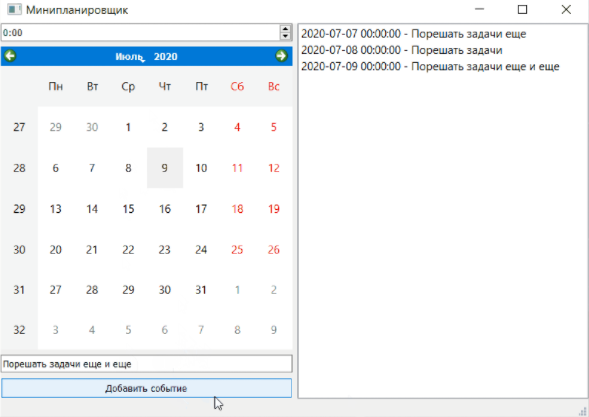 Минипланировщик
0:00
Июль, 2020
Пн Вт Ср Чт Пт Сб Вс
27 29 30 1 2 3 4 5
28 6 7 8 9 10 11 12
29 13 14 15 16 17 18 19
30 20 21 22 23 24 25 26
31 27 28 29 30 31 1 2
32 3 4 5 6 7 8 9
Порешать задачи еще и еще
Добавить событие
2020-07-07 00:00:00 - Порешать задачи еще
2020-07-08 00:00:00 - Порешать задачи
2020-07-09 00:00:00 - Порешать задачи еще и еще